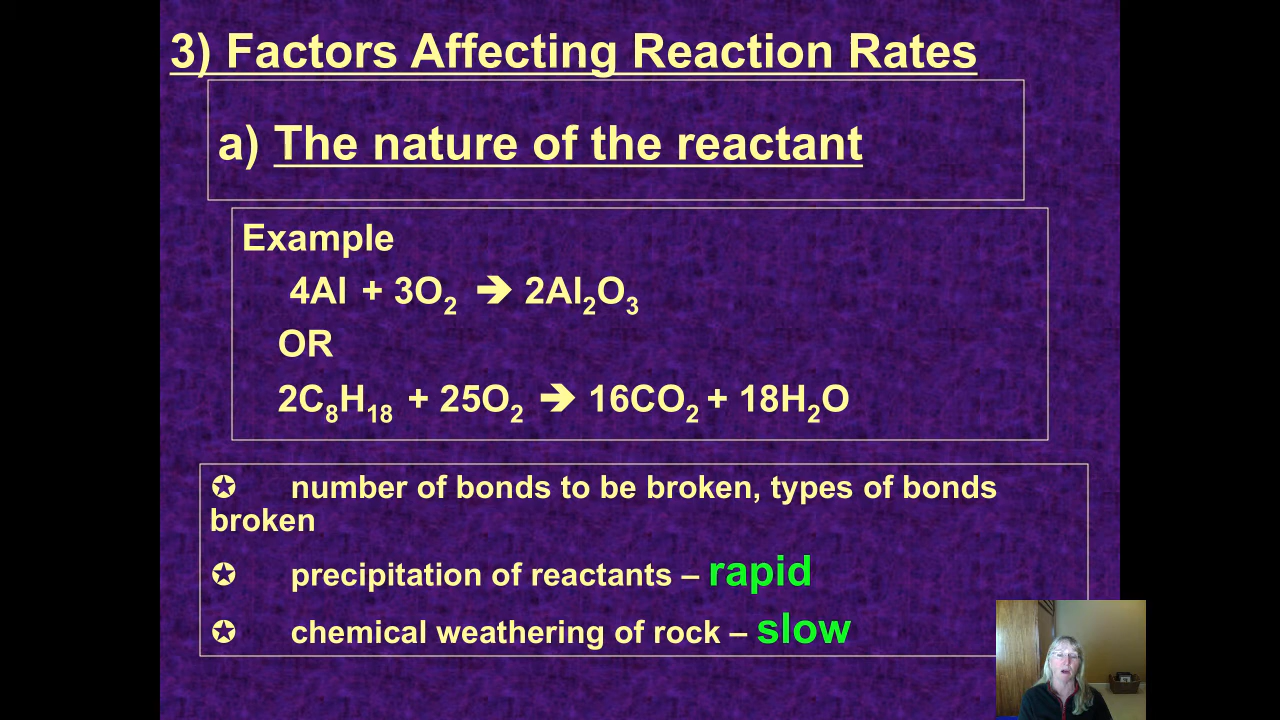 3) Factors Affecting Reaction Rates
a) The nature of the reactant
Example
4Al + 3O₂ ➔ 2Al₂O₃
OR
2C₈H₁₈ + 25O₂ ➔ 16CO₂ + 18H₂O
✪ number of bonds to be broken, types of bonds
broken
✪ precipitation of reactants – rapid
✪ chemical weathering of rock – slow